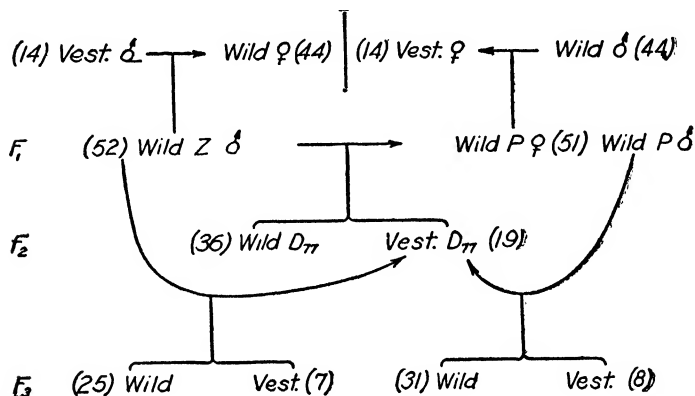 (14) Vest. ♂ Wild ♀ (44) (14) Vest. ♀ Wild ♂ (44)
F₁ (52) Wild Z ♂ Wild P ♀ (51) Wild P ♂
F₂ (36) Wild D₇₇ Vest. D₇₇ (19)
F₃ (25) Wild Vest. (7) (31) Wild Vest. (8)